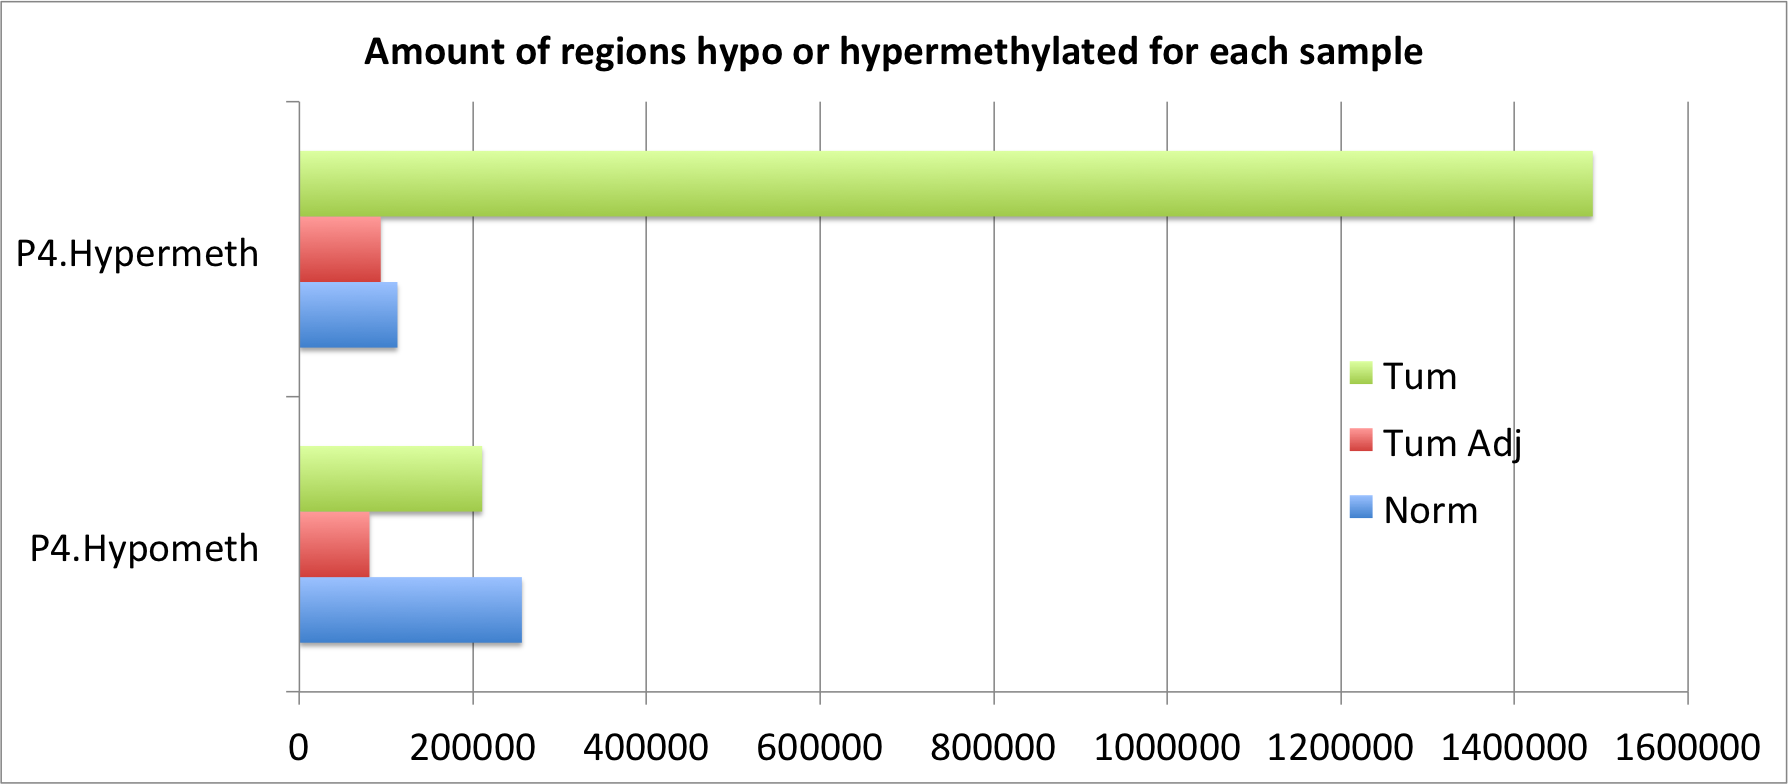 Amount of regions hypo or hypermethylated for each sample
P4.Hypermeth
P4.Hypometh
Tum
Tum Adj
Norm
0 200000 400000 600000 800000 1000000 1200000 1400000 1600000